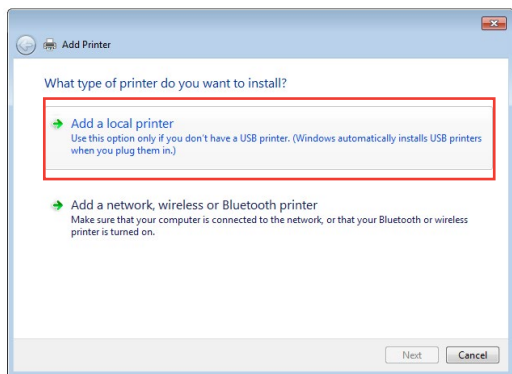 Add Printer
What type of printer do you want to install?
Add a local printer
Use this option only if you don't have a USB printer. (Windows automatically installs USB printers
when you plug them in.)
Add a network, wireless or Bluetooth printer
Make sure that your computer is connected to the network, or that your Bluetooth or wireless
printer is turned on.
Next Cancel